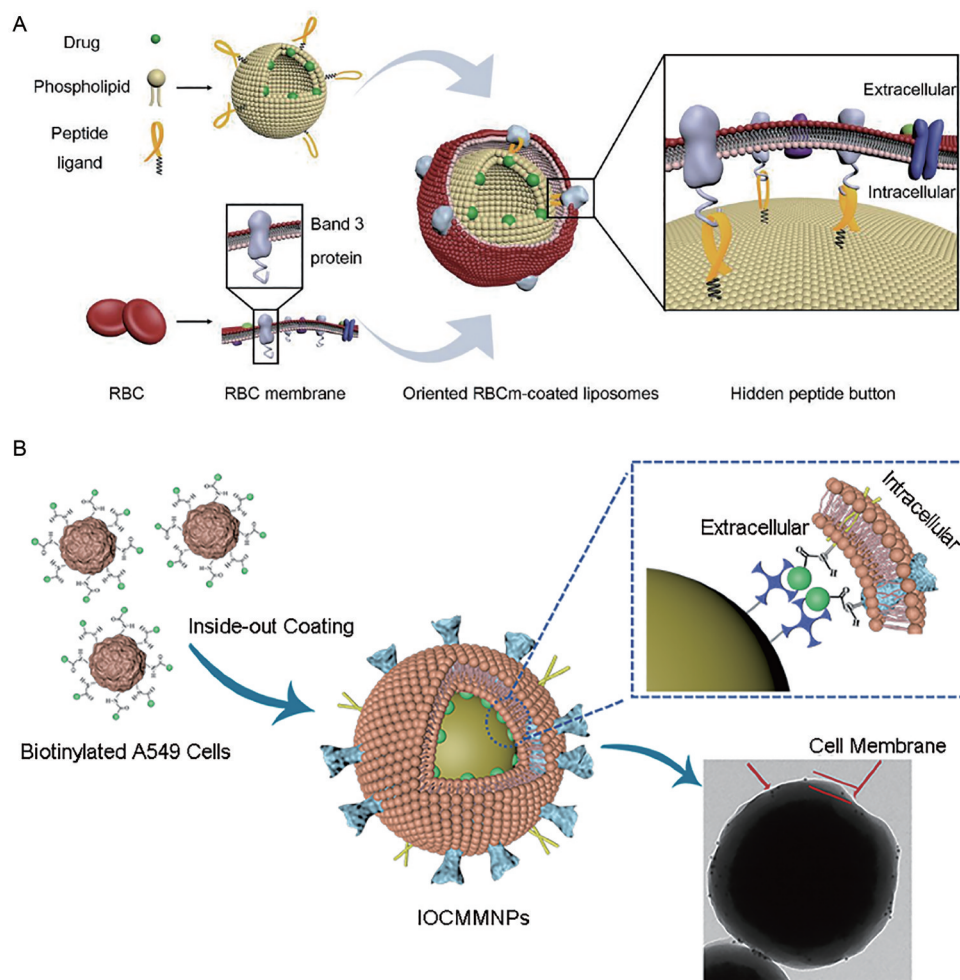 A
Drug
Phospholipid
Peptide
ligand
Extracellular
Intracellular
Band 3
protein
RBC
RBC membrane
Oriented RBCm-coated liposomes
Hidden peptide button
B
Extracellular
Intracellular
Inside-out Coating
Biotinylated A549 Cells
Cell Membrane
IOCMMNPs